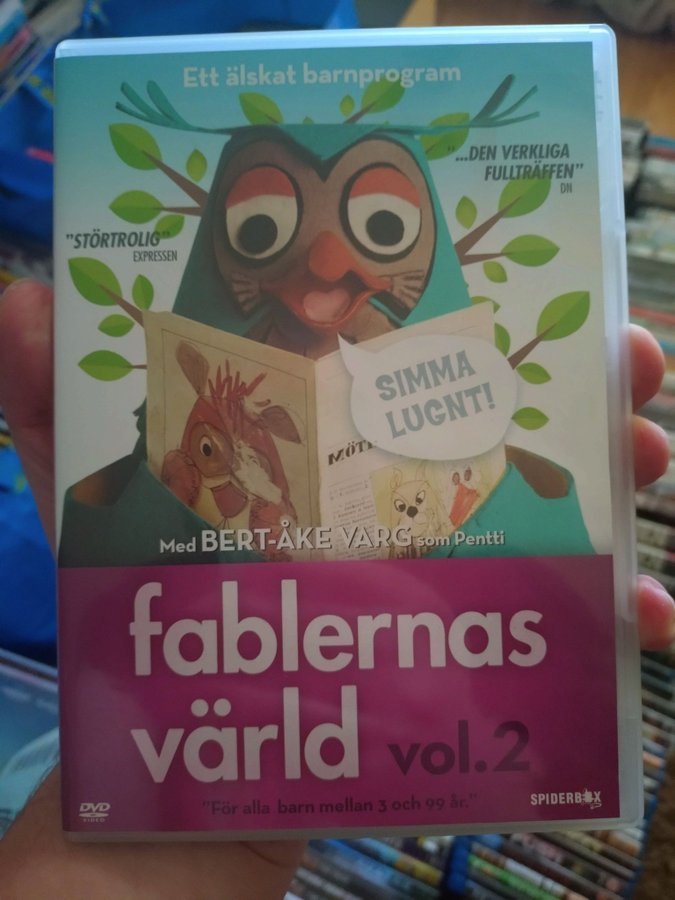 Ett älskat barnprogram
"...DEN VERKLIGA
FULLTRÄFFEN"
DN
"STÖRTROLIG"
EXPRESSEN
SIMMA
LUGNT!
Med BERT-ÅKE VARG som Pentti
fablernas
värld vol.2
"För alla barn mellan 3 och 99 år."
DVD
VIDEO
SPIDERBOX